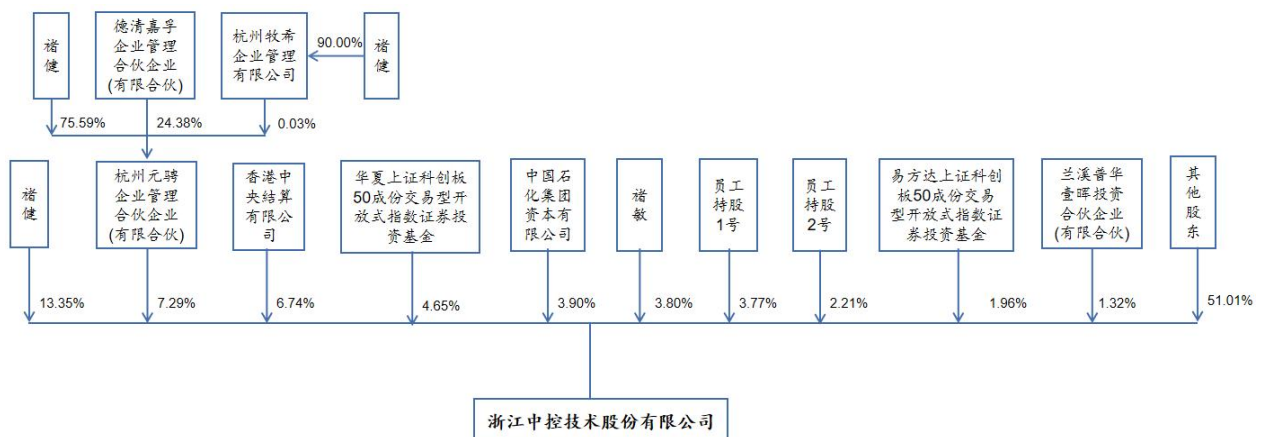 褚
健
德清嘉孚
企业管理
合伙企业
(有限合伙)
杭州牧希
企业管理
有限公司
90.00%
褚
健
75.59%
24.38%
0.03%
褚
健
杭州元骋
企业管理
合伙企业
(有限合伙)
香港中
央结算
有限公
司
华夏上证科创板
50成份交易型开
放式指数证券投
资基金
中国石
化集团
资本有
限公司
褚
敏
员工
持股
1号
员工
持股
2号
易方达上证科创
板50成份交易
型开放式指数证
券投资基金
兰溪普华
壹晖投资
合伙企业
(有限合伙)
其
他
股
东
13.35%
7.29%
6.74%
4.65%
3.90%
3.80%
3.77%
2.21%
1.96%
1.32%
51.01%
浙江中控技术股份有限公司